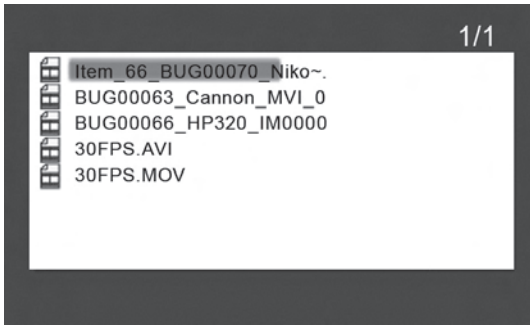 1/1
Item_66_BUG00070_Niko~.
BUG00063_Cannon_MVI_0
BUG00066_HP320_IM0000
30FPS.AVI
30FPS.MOV